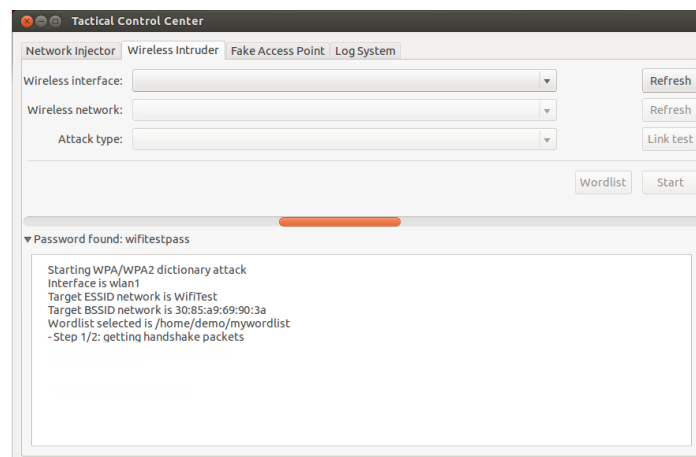 Tactical Control Center
Network Injector Wireless Intruder Fake Access Point Log System
Wireless interface: Refresh
Wireless network: Refresh
Attack type: Link test
Wordlist Start
Password found: wifitestpass
Starting WPA/WPA2 dictionary attack
Interface is wlan1
Target ESSID network is WifiTest
Target BSSID network is 30:85:a9:69:90:3a
Wordlist selected is /home/demo/mywordlist
- Step 1/2: getting handshake packets